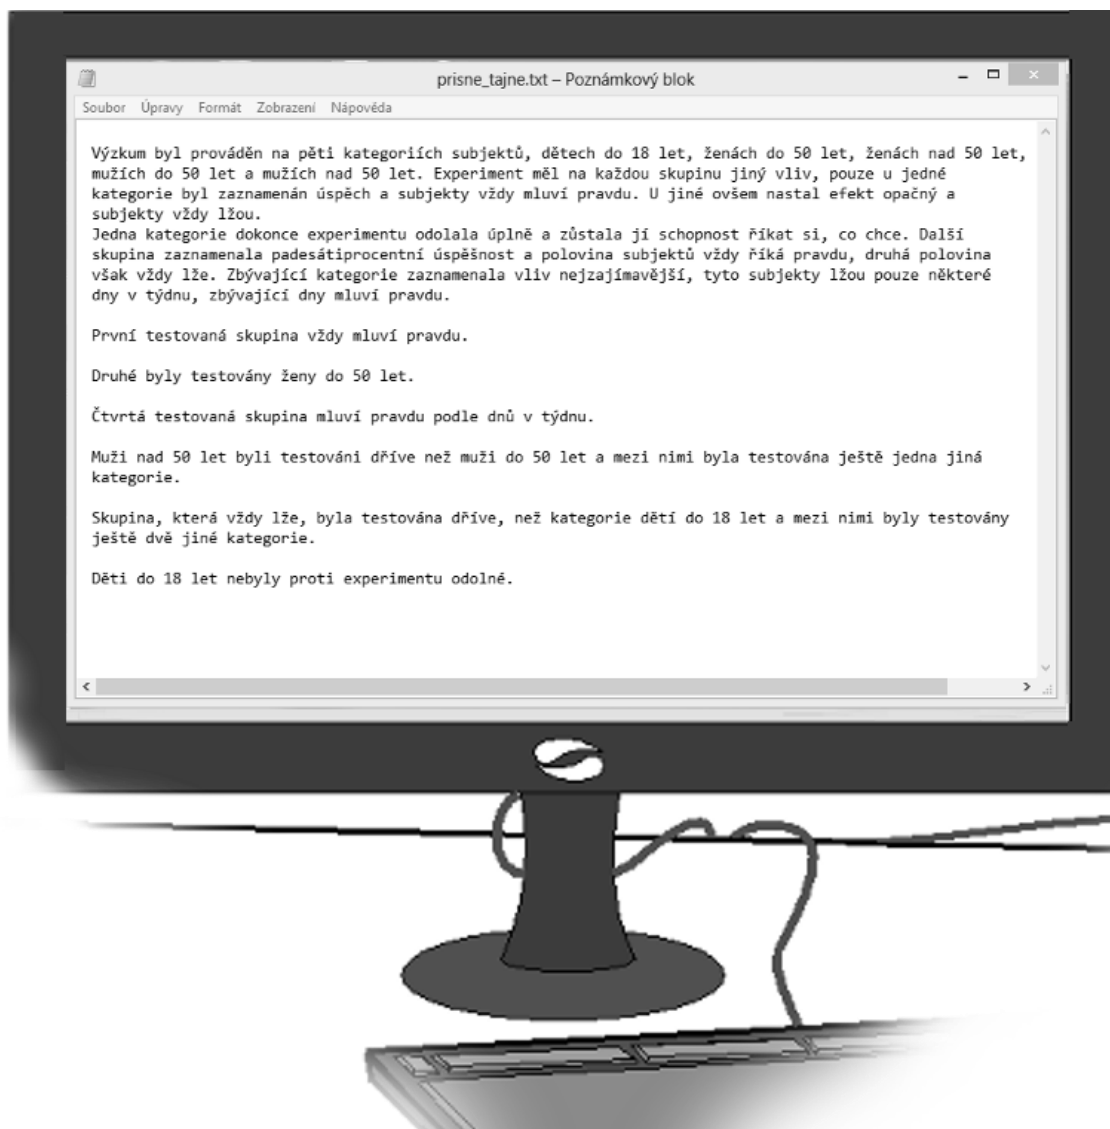 prisne_tajne.txt – Poznámkový blok
Soubor Úpravy Formát Zobrazení Nápověda
Výzkum byl prováděn na pěti kategoriích subjektů, dětech do 18 let, ženách do 50 let, ženách nad 50 let,
mužích do 50 let a mužích nad 50 let. Experiment měl na každou skupinu jiný vliv, pouze u jedné
kategorie byl zaznamenán úspěch a subjekty vždy mluví pravdu. U jiné ovšem nastal efekt opačný a
subjekty vždy lžou.
Jedna kategorie dokonce experimentu odolala úplně a zůstala jí schopnost říkat si, co chce. Další
skupina zaznamenala padesátiprocentní úspěšnost a polovina subjektů vždy říká pravdu, druhá polovina
však vždy lže. Zbývající kategorie zaznamenala vliv nejzajímavější, tyto subjekty lžou pouze některé
dny v týdnu, zbývající dny mluví pravdu.
První testovaná skupina vždy mluví pravdu.
Druhé byly testovány ženy do 50 let.
Čtvrtá testovaná skupina mluví pravdu podle dnů v týdnu.
Muži nad 50 let byli testováni dříve než muži do 50 let a mezi nimi byla testována ještě jedna jiná
kategorie.
Skupina, která vždy lže, byla testována dříve, než kategorie dětí do 18 let a mezi nimi byly testovány
ještě dvě jiné kategorie.
Děti do 18 let nebyly proti experimentu odolné.